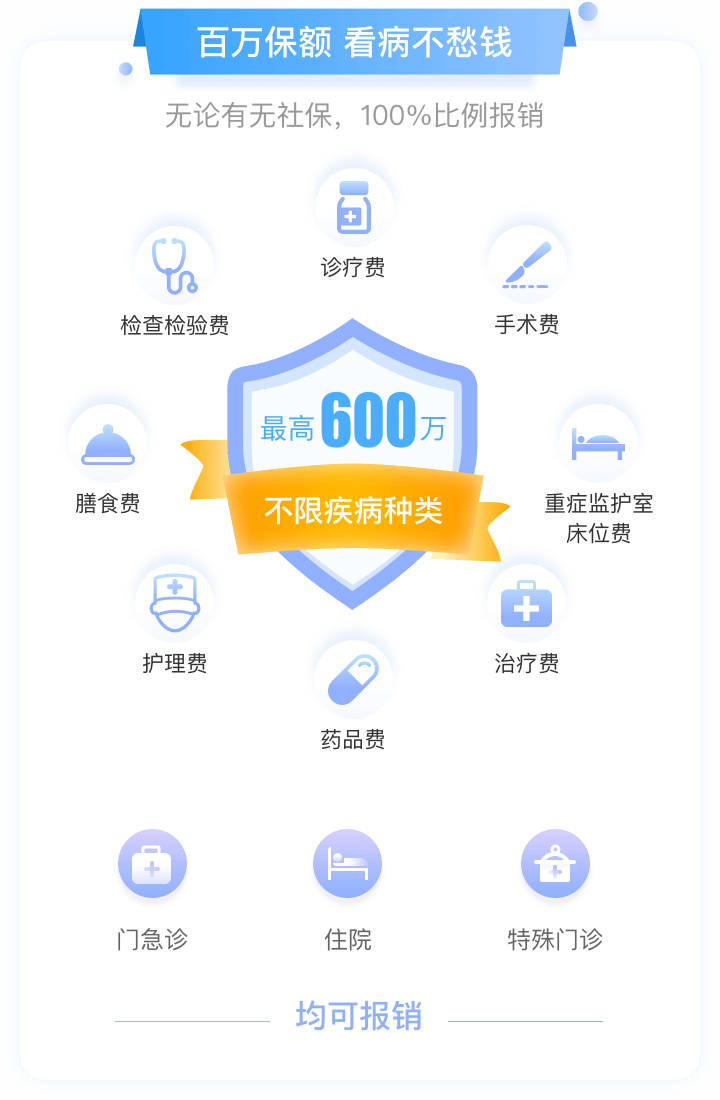 百万保额 看病不愁钱
无论有无社保，100%比例报销
诊疗费
检查检验费
手术费
最高600万
不限疾病种类
膳食费
重症监护室
床位费
护理费
治疗费
药品费
门急诊
住院
特殊门诊
均可报销